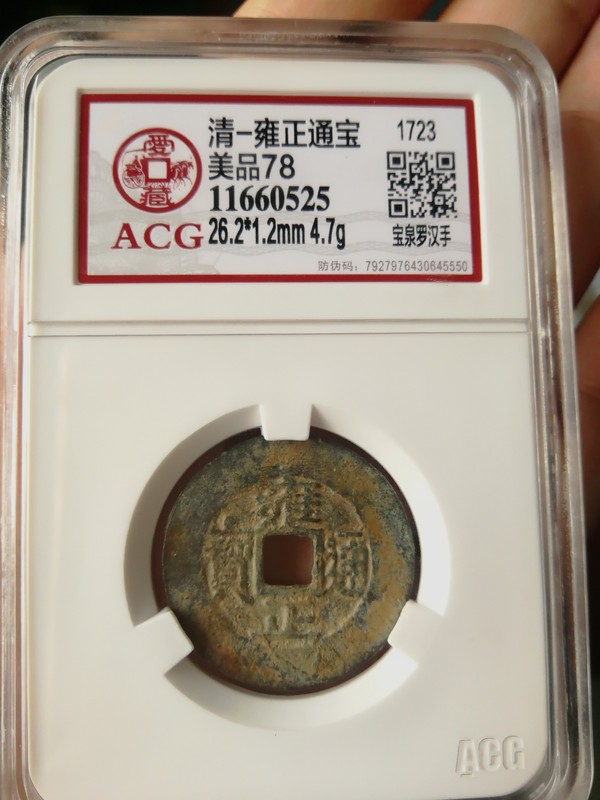 清-雍正通宝 1723
美品78
11660525
ACG 26.2*1.2mm 4.7g 宝泉罗汉手
防伪码: 7927976430645550
雍
寶 通
正
ACG